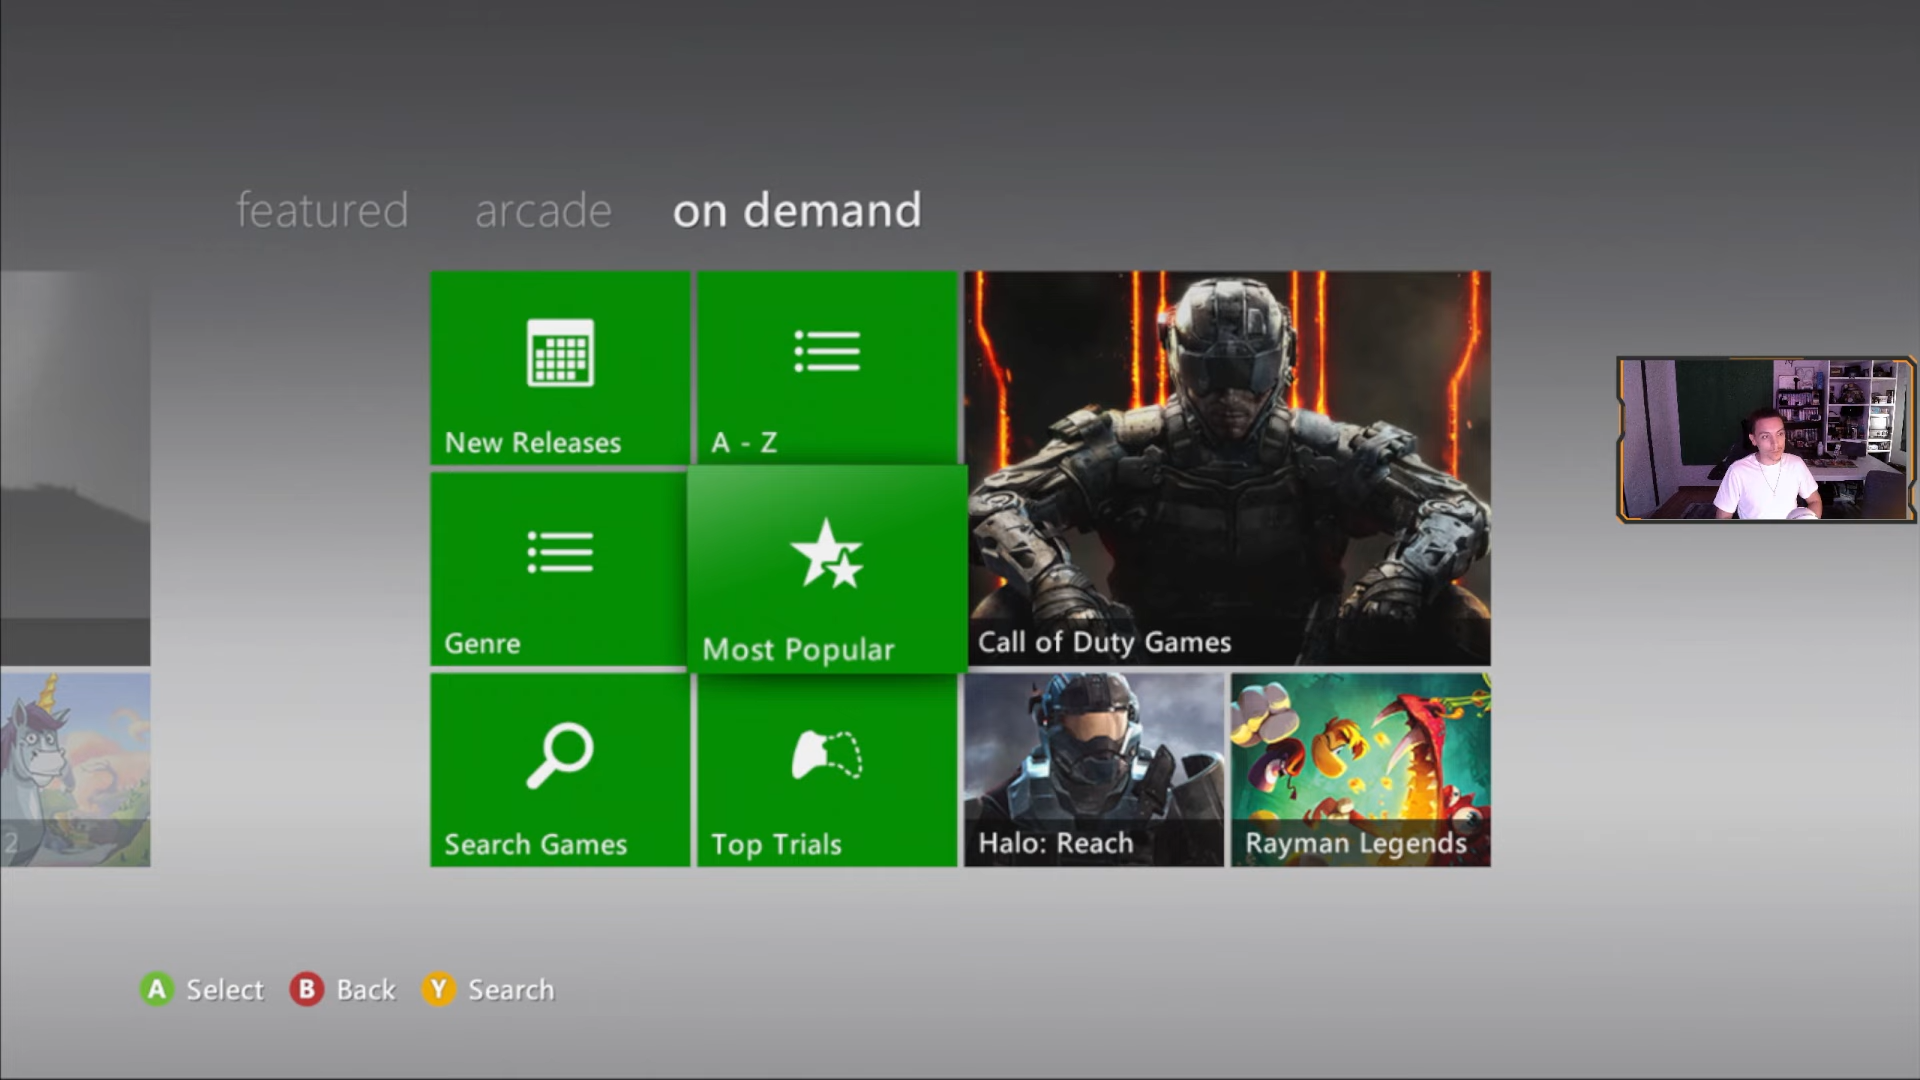 featured arcade on demand
New Releases
A - Z
Genre
Most Popular
Call of Duty Games
Search Games
Top Trials
Halo: Reach
Rayman Legends
2
A Select B Back Y Search